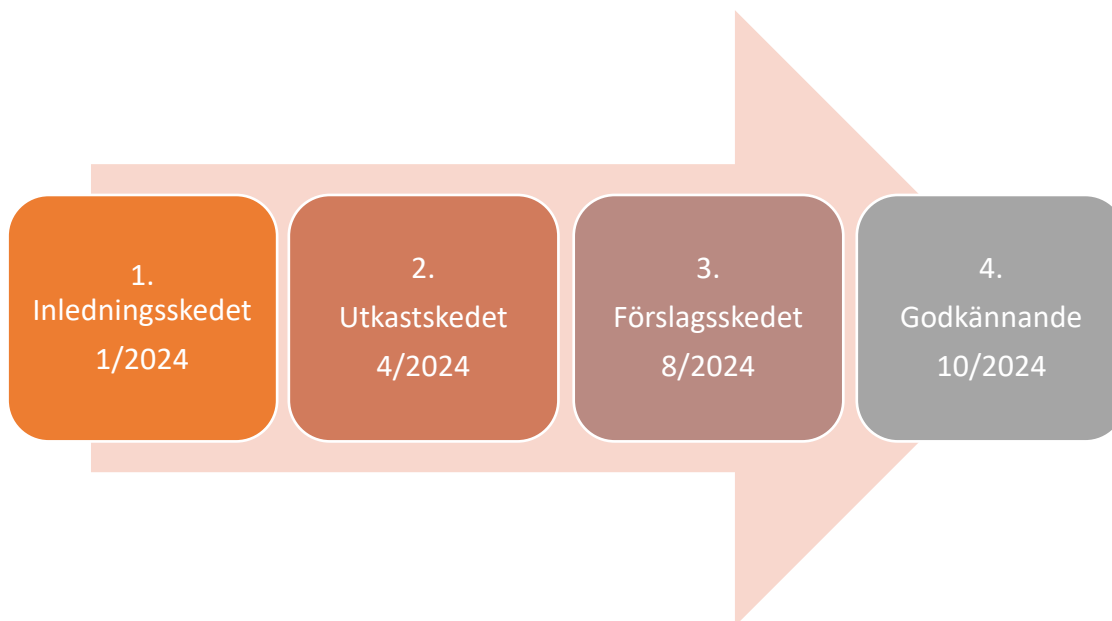 1.
Inledningsskedet
1/2024
2.
Utkastskedet
4/2024
3.
Förslagsskedet
8/2024
4.
Godkännande
10/2024